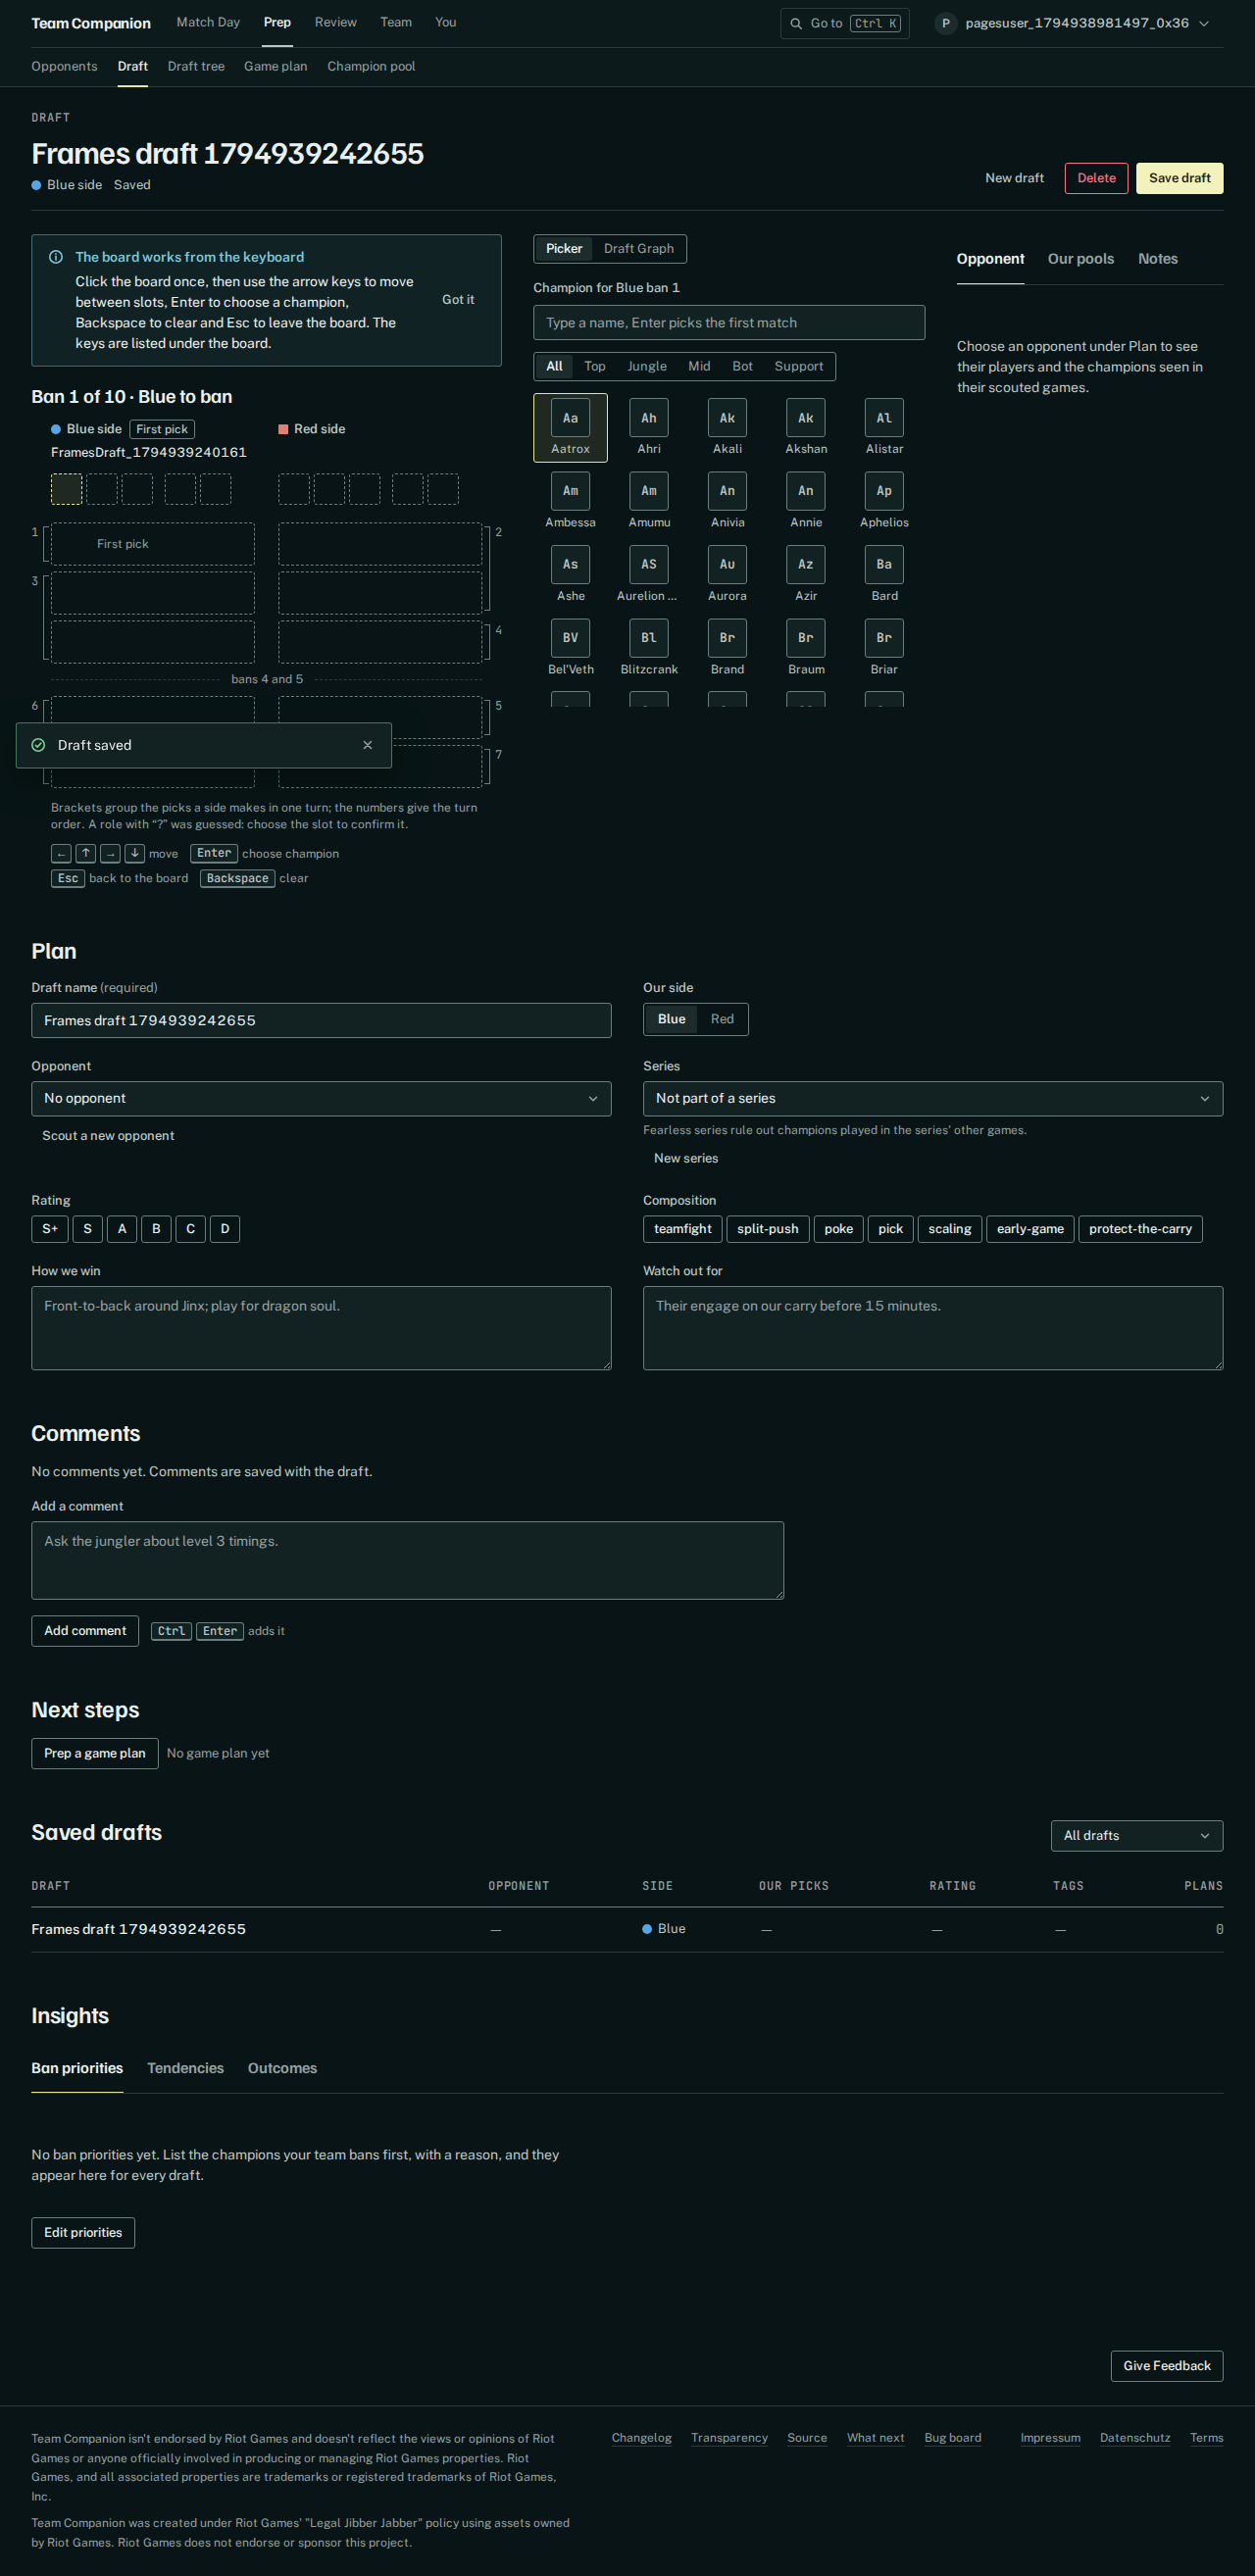 Team Companion Match Day Prep Review Team You Go to Ctrl K P pagesuser_1794938981497_0x36
Opponents Draft Draft tree Game plan Champion pool
DRAFT
Frames draft 1794939242655
Blue side Saved
New draft Delete Save draft
The board works from the keyboard
Click the board once, then use the arrow keys to move
between slots, Enter to choose a champion,
Backspace to clear and Esc to leave the board. The
keys are listed under the board.
Got it
Ban 1 of 10 · Blue to ban
Blue side First pick Red side
FramesDraft_1794939240161
1 First pick 2
3
4
bans 4 and 5
6 5
7
Draft saved
Brackets group the picks a side makes in one turn; the numbers give the turn
order. A role with “?” was guessed: choose the slot to confirm it.
← ↑ → ↓ move Enter choose champion
Esc back to the board Backspace clear
Picker Draft Graph
Champion for Blue ban 1
Type a name, Enter picks the first match
All Top Jungle Mid Bot Support
Aa Ah Ak Ak Al
Aatrox Ahri Akali Akshan Alistar
Am Am An An Ap
Ambessa Amumu Anivia Annie Aphelios
As AS Au Az Ba
Ashe Aurelion ... Aurora Azir Bard
BV Bl Br Br Br
Bel'Veth Blitzcrank Brand Braum Briar
Opponent Our pools Notes
Choose an opponent under Plan to see
their players and the champions seen in
their scouted games.
Plan
Draft name (required) Our side
Frames draft 1794939242655 Blue Red
Opponent Series
No opponent Not part of a series
Scout a new opponent
Fearless series rule out champions played in the series' other games.
New series
Rating Composition
S+ S A B C D teamfight split-push poke pick scaling early-game protect-the-carry
How we win Watch out for
Front-to-back around Jinx; play for dragon soul. Their engage on our carry before 15 minutes.
Comments
No comments yet. Comments are saved with the draft.
Add a comment
Ask the jungler about level 3 timings.
Add comment Ctrl Enter adds it
Next steps
Prep a game plan No game plan yet
Saved drafts All drafts
DRAFT OPPONENT SIDE OUR PICKS RATING TAGS PLANS
Frames draft 1794939242655 — Blue — — — 0
Insights
Ban priorities Tendencies Outcomes
No ban priorities yet. List the champions your team bans first, with a reason, and they
appear here for every draft.
Edit priorities
Give Feedback
Team Companion isn't endorsed by Riot Games and doesn't reflect the views or opinions of Riot
Games or anyone officially involved in producing or managing Riot Games properties. Riot
Games, and all associated properties are trademarks or registered trademarks of Riot Games,
Inc.
Team Companion was created under Riot Games' "Legal Jibber Jabber" policy using assets owned
by Riot Games. Riot Games does not endorse or sponsor this project.
Changelog Transparency Source What next Bug board Impressum Datenschutz Terms